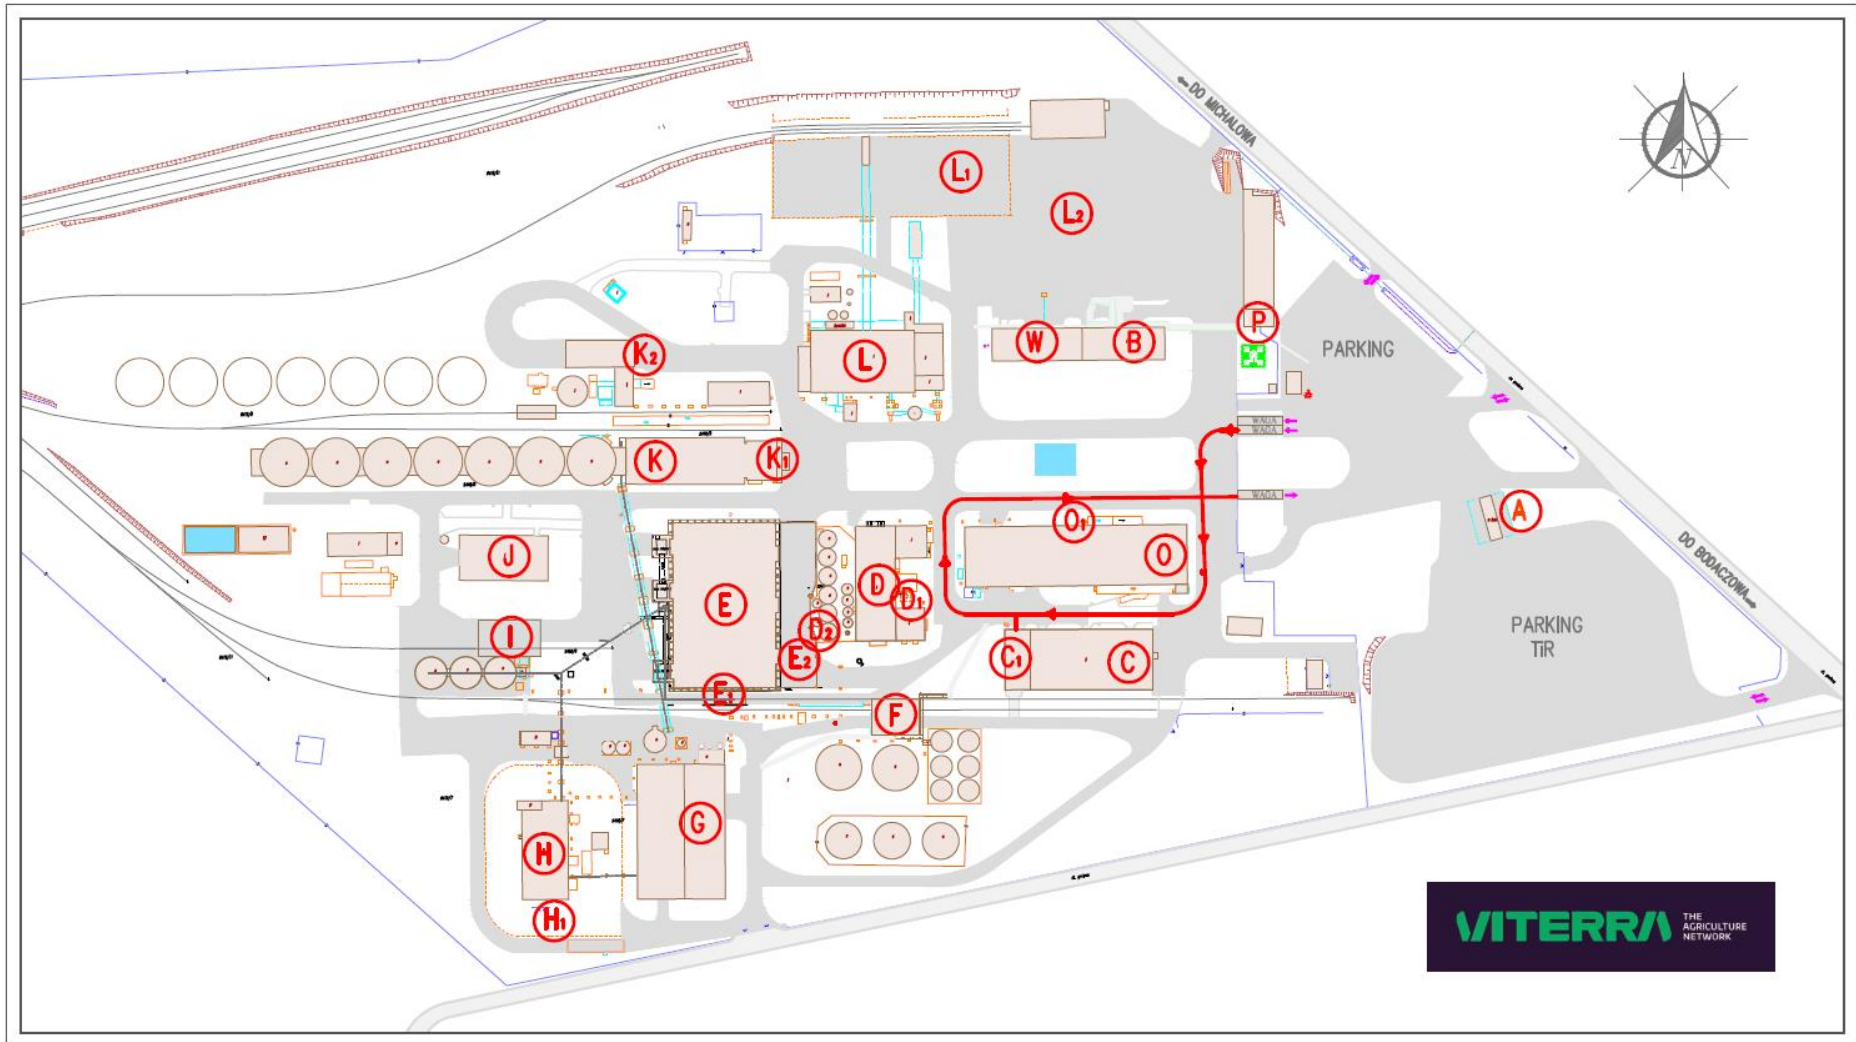 DO MICHALOWA
N
L1
L2
P
PARKING
W
B
K2
L
WAGA
WAGA
K
K1
WAGA
A
O1
O
DO BODACZOWA
J
E
D
D1
D2
I
E2
C1
C
PARKING
TIR
E1
F
G
H
H1
VITERRA
THE
AGRICULTURE
NETWORK